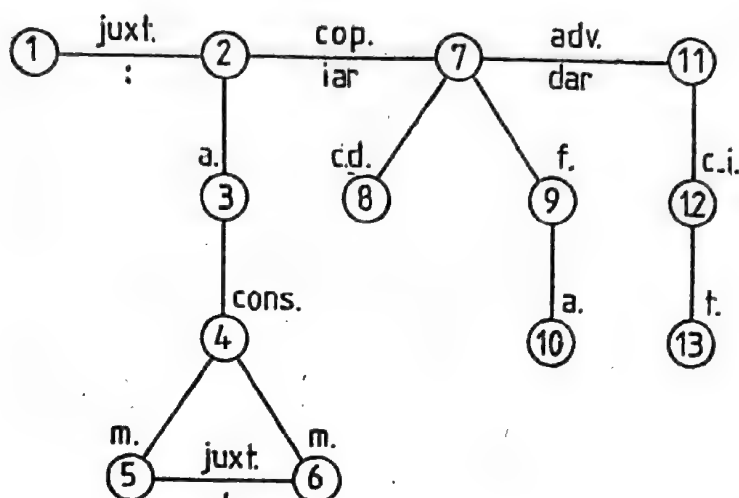 juxt. cop. adv.
1 2 7 11
: iar dar
a. c.d. f. c.i.
3 8 9 12
cons. a. t.
4 10 13
m. m.
5 juxt. 6
,